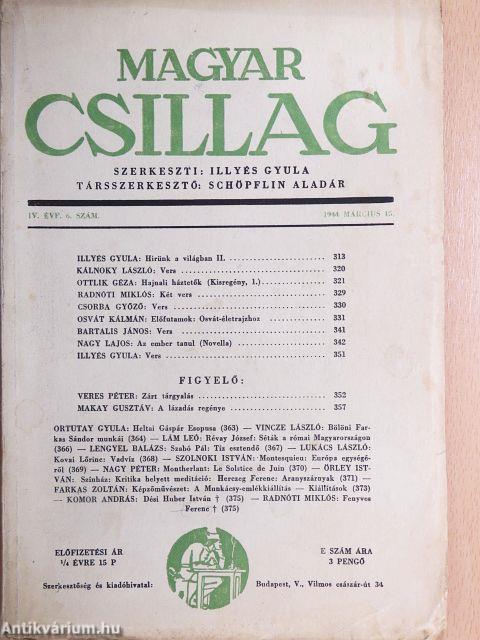 MAGYAR
CSILLAG
SZERKESZTI: ILLYÉS GYULA
TÁRSSZERKESZTŐ: SCHÖPFLIN ALADÁR
IV. ÉVF. 6. SZÁM.
1944 MÁRCIUS 15.
ILLYÉS GYULA: Hirünk a világban II. 313
KÁLNOKY LÁSZLÓ: Vers 320
OTTLIK GÉZA: Hajnali háztetők (Kisregény, 1.) 321
RADNÓTI MIKLÓS: Két vers 329
CSORBA GYŐZŐ: Vers 330
OSVÁT KÁLMÁN: Előfutamok: Osvát-életrajzhoz 331
BARTALIS JÁNOS: Vers 341
NAGY LAJOS: Az ember tanul (Novella) 342
ILLYÉS GYULA: Vers 351
FIGYELŐ:
VERES PÉTER: Zárt tárgyalás 352
MAKAY GUSZTÁV: A lázadás regénye 357
ORTUTAY GYULA: Heltai Gáspár Esopusa (363) — VINCZE LÁSZLÓ: Bölöni Far-
kas Sándor munkái (364) — LÁM LEÓ: Révay József: Séták a római Magyarországon
(366) — LENGYEL BALÁZS: Szabó Pál: Tíz esztendő (367) — LUKÁCS LÁSZLÓ:
Kovai Lőrinc: Vadvíz (368) — SZOLNOKI ISTVÁN: Montesquieu: Európa egységé-
ről (369) — NAGY PÉTER: Montherlant: Le Solstice de Juin (370) — ÖRLEY IST-
VÁN: Színház: Kritika helyett meditáció: Herczeg Ferenc: Aranyszárnyak (371) —
FARKAS ZOLTÁN: Képzőművészet: A Munkácsy-emlékkiállítás — Kiállítások (373)
— KOMOR ANDRÁS: Dési Huber István † (375) — RADNÓTI MIKLÓS: Fenyves
Ferenc † (375)
ELŐFIZETÉSI ÁR
¼ ÉVRE 15 P
E SZÁM ÁRA
3 PENGŐ
Szerkesztőség és kiadóhivatal: Budapest, V., Vilmos császár-út 34
Antikvárium.hu